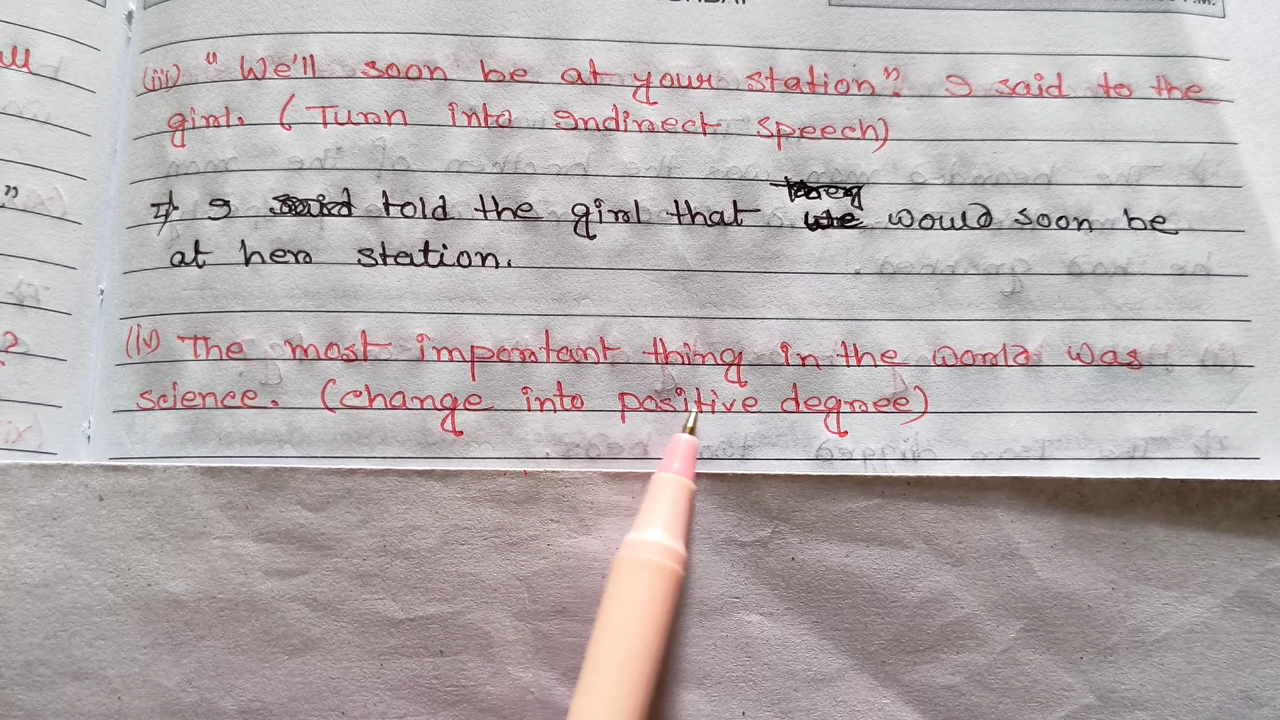 (iii) "We'll soon be at your station". I said to the
girl. (Turn into Indirect speech)
⇒ I told the girl that we would soon be
at her station.
(iv) The most important thing in the world was
science. (change into positive degree)